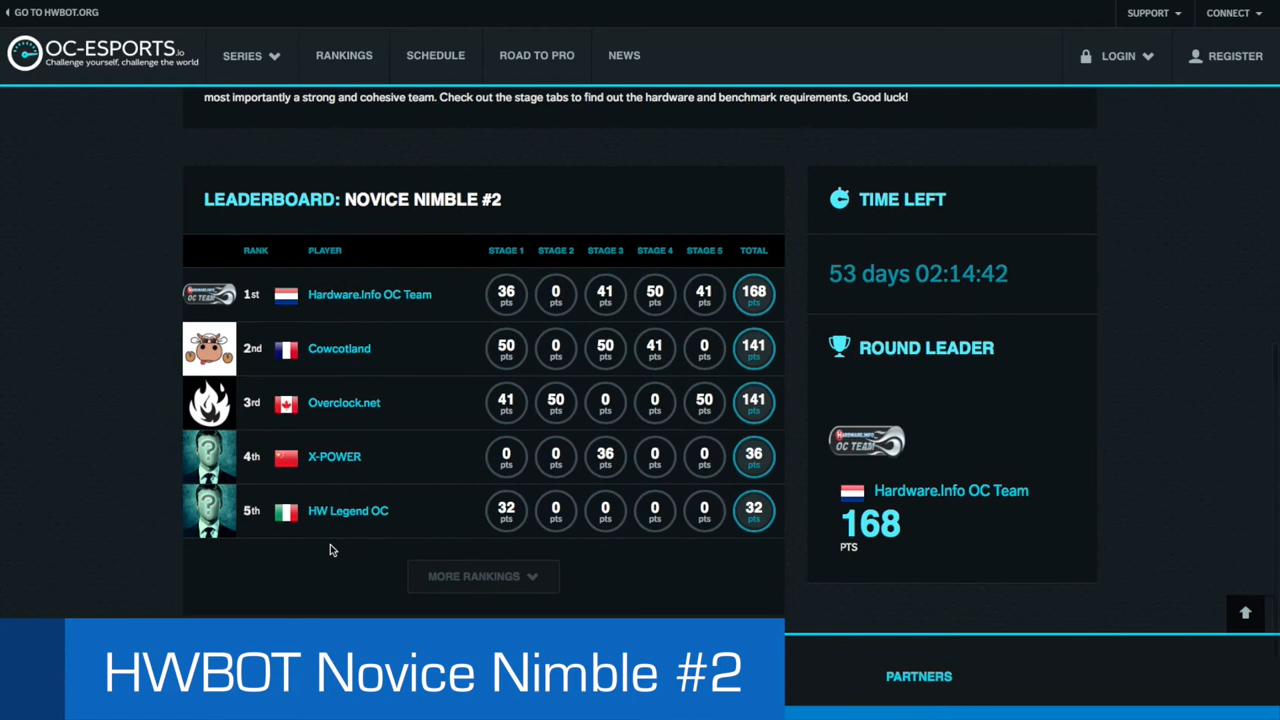 GO TO HWBOT.ORG
SUPPORT
CONNECT
OC-ESPORTS.io
Challenge yourself, challenge the world
SERIES
RANKINGS
SCHEDULE
ROAD TO PRO
NEWS
LOGIN
REGISTER
most importantly a strong and cohesive team. Check out the stage tabs to find out the hardware and benchmark requirements. Good luck!
LEADERBOARD: NOVICE NIMBLE #2
RANK PLAYER STAGE 1 STAGE 2 STAGE 3 STAGE 4 STAGE 5 TOTAL
HARDWARE.INFO OC TEAM
1st Hardware.Info OC Team 36 pts 0 pts 41 pts 50 pts 41 pts 168 pts
2nd Cowcotland 50 pts 0 pts 50 pts 41 pts 0 pts 141 pts
3rd Overclock.net 41 pts 50 pts 0 pts 0 pts 50 pts 141 pts
? 4th X-POWER 0 pts 0 pts 36 pts 0 pts 0 pts 36 pts
? 5th HW Legend OC 32 pts 0 pts 0 pts 0 pts 0 pts 32 pts
MORE RANKINGS
TIME LEFT
53 days 02:14:42
ROUND LEADER
HARDWARE.INFO
OC TEAM
Hardware.Info OC Team
168
PTS
HWBOT Novice Nimble #2
PARTNERS